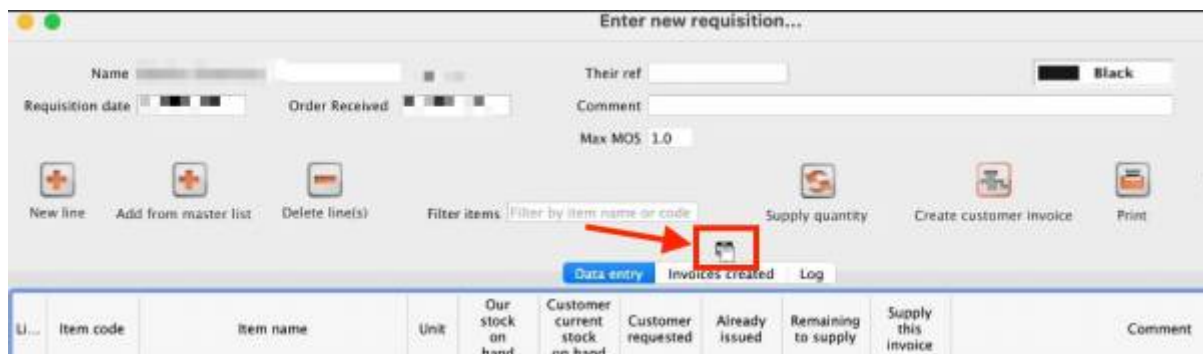 Enter new requisition...
Name
Their ref
Black
Requisition date
Order Received
Comment
Max MOS 1.0
New line
Add from master list
Delete line(s)
Filter items
Filter by item name or code
Supply quantity
Create customer invoice
Print
Data entry
Invoices created
Log
Li...
Item code
Item name
Unit
Our
stock
on
hand
Customer
current
stock
on hand
Customer
requested
Already
issued
Remaining
to supply
Supply
this
invoice
Comment